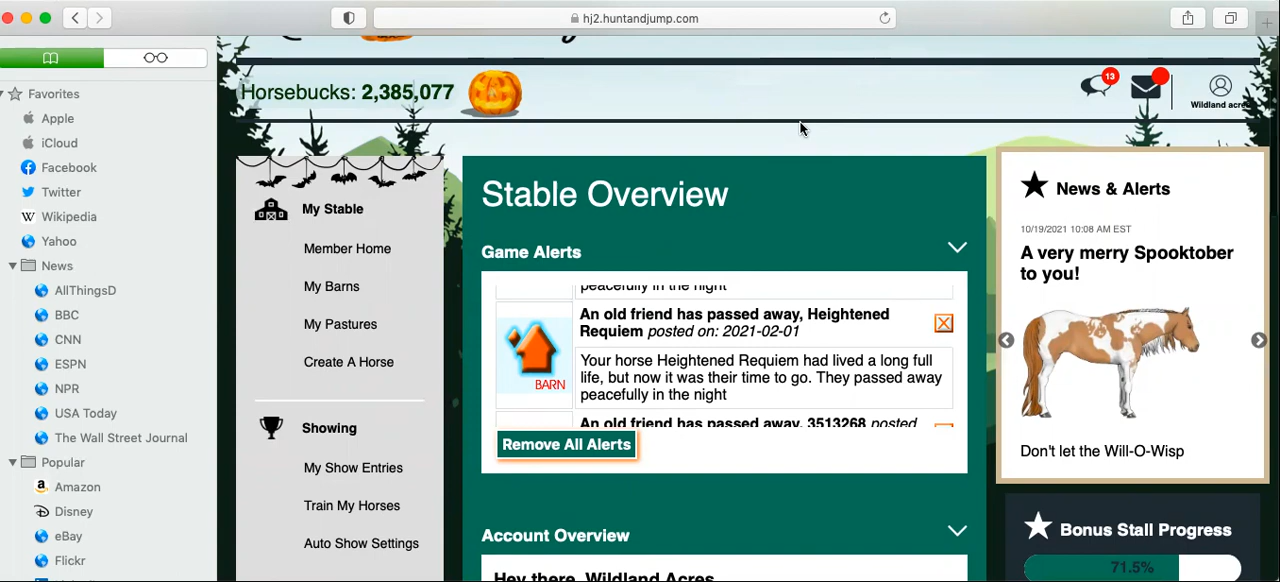 hj2.huntandjump.com
Favorites
Apple
iCloud
Facebook
Twitter
Wikipedia
Yahoo
News
AllThingsD
BBC
CNN
ESPN
NPR
USA Today
The Wall Street Journal
Popular
Amazon
Disney
eBay
Flickr
Horsebucks: 2,385,077
13
Wildland acres
My Stable
Member Home
My Barns
My Pastures
Create A Horse
Showing
My Show Entries
Train My Horses
Auto Show Settings
Stable Overview
Game Alerts
peacefully in the night
An old friend has passed away, Heightened
Requiem posted on: 2021-02-01
BARN
Your horse Heightened Requiem had lived a long full
life, but now it was their time to go. They passed away
peacefully in the night
An old friend has passed away, 3513268 posted
Remove All Alerts
Account Overview
Hey there, Wildland Acres
News & Alerts
10/19/2021 10:08 AM EST
A very merry Spooktober
to you!
Don't let the Will-O-Wisp
Bonus Stall Progress
71.5%